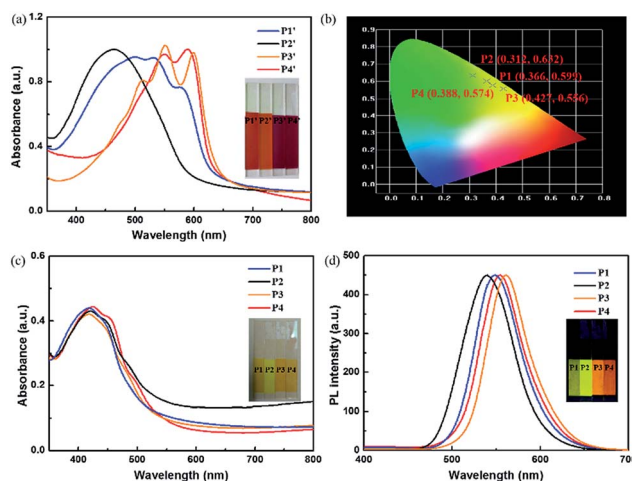 (a)
P1'
P2'
P3'
P4'
1.2
0.8
0.4
0.0
Absorbance (a.u.)
400 500 600 700 800
Wavelength (nm)
(b)
0.9
0.8
0.7
0.6
0.5
0.4
0.3
0.2
0.1
0.0
0.0 0.1 0.2 0.3 0.4 0.5 0.6 0.7 0.8
P2 (0.312, 0.632)
P1 (0.366, 0.599)
P4 (0.388, 0.574)
P3 (0.427, 0.556)
(c)
P1
P2
P3
P4
0.6
0.4
0.2
0.0
Absorbance (a.u.)
P1 P2 P3 P4
400 500 600 700 800
Wavelength (nm)
(d)
P1
P2
P3
P4
450
400
300
200
100
0
PL intensity (a.u.)
P1 P2 P3 P4
400 500 600
Wavelength (nm)